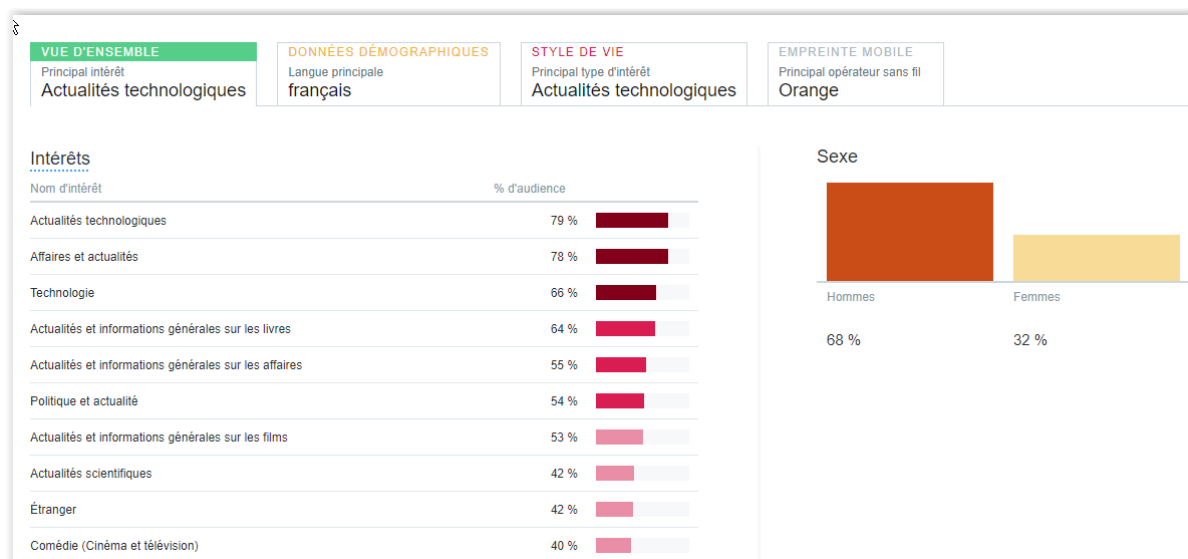 VUE D'ENSEMBLE
Principal intérêt
Actualités technologiques
DONNÉES DÉMOGRAPHIQUES
Langue principale
français
STYLE DE VIE
Principal type d'intérêt
Actualités technologiques
EMPREINTE MOBILE
Principal opérateur sans fil
Orange
Intérêts
Nom d'intérêt % d'audience
Actualités technologiques 79 %
Affaires et actualités 78 %
Technologie 66 %
Actualités et informations générales sur les livres 64 %
Actualités et informations générales sur les affaires 55 %
Politique et actualité 54 %
Actualités et informations générales sur les films 53 %
Actualités scientifiques 42 %
Étranger 42 %
Comédie (Cinéma et télévision) 40 %
Sexe
Hommes Femmes
68 % 32 %